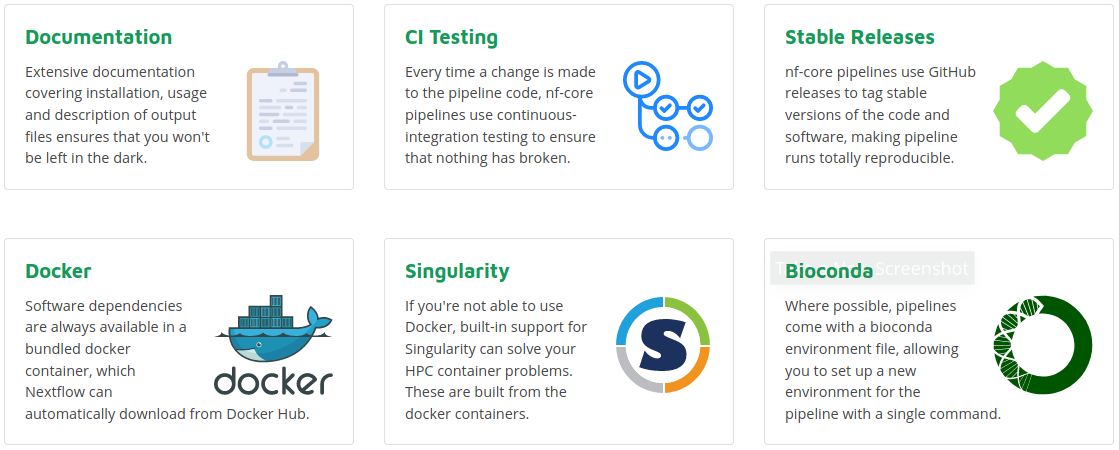 Documentation
Extensive documentation
covering installation, usage
and description of output
files ensures that you won't
be left in the dark.
CI Testing
Every time a change is made
to the pipeline code, nf-core
pipelines use continuous-
integration testing to ensure
that nothing has broken.
Stable Releases
nf-core pipelines use GitHub
releases to tag stable
versions of the code and
software, making pipeline
runs totally reproducible.
Docker
Software dependencies
are always available in a
bundled docker
container, which
Nextflow can
automatically download from Docker Hub.
docker
Singularity
If you're not able to use
Docker, built-in support for
Singularity can solve your
HPC container problems.
These are built from the
docker containers.
S
Bioconda
Screenshot
Where possible, pipelines
come with a bioconda
environment file, allowing
you to set up a new
environment for the
pipeline with a single command.